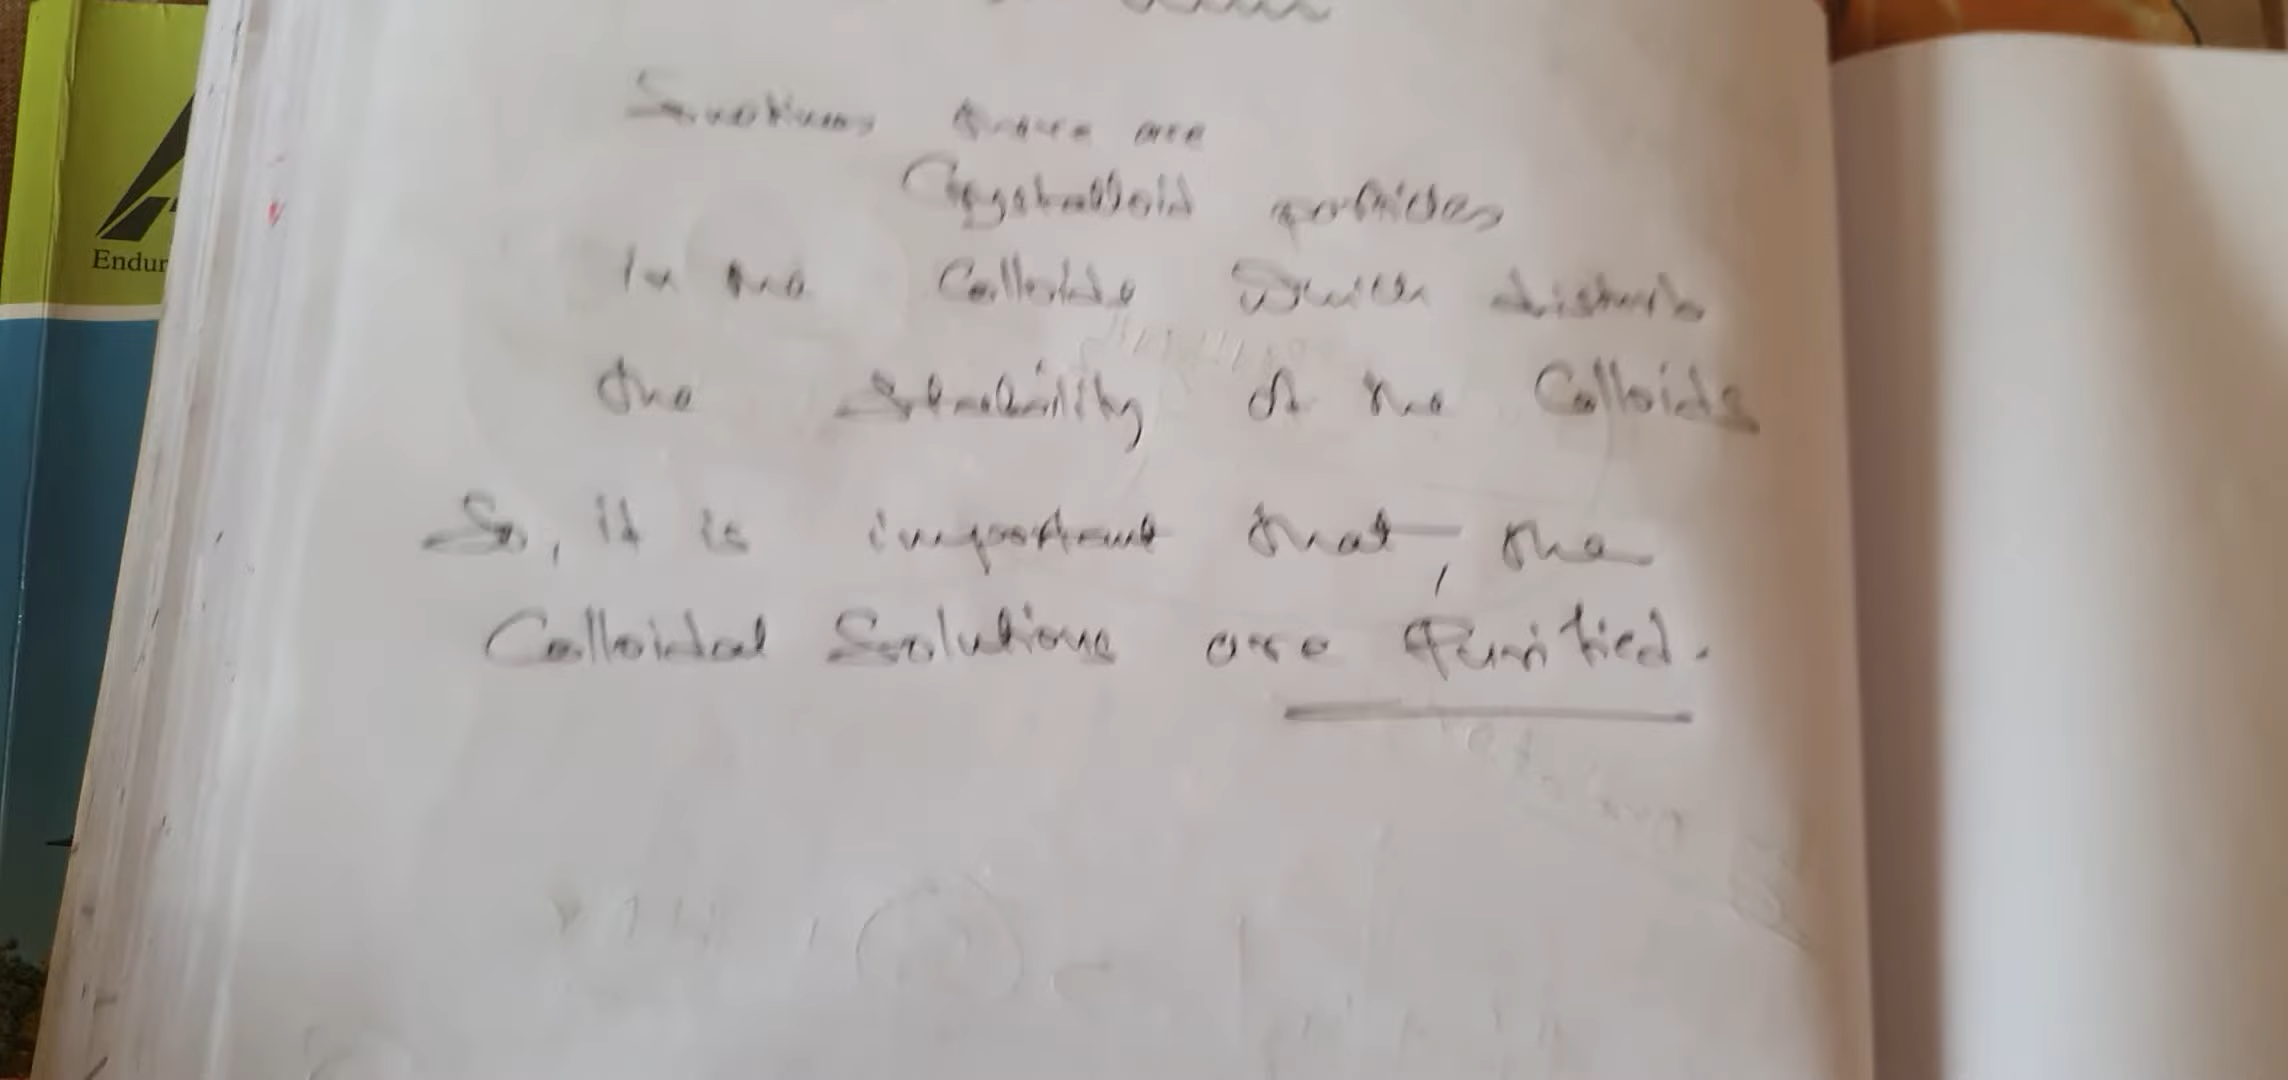 Sometimes there are
Crystalloid particles
in the Colloids which disturb
the stability of the Colloids
So, it is important that, the
Colloidal Solutions are Purified.
Endur